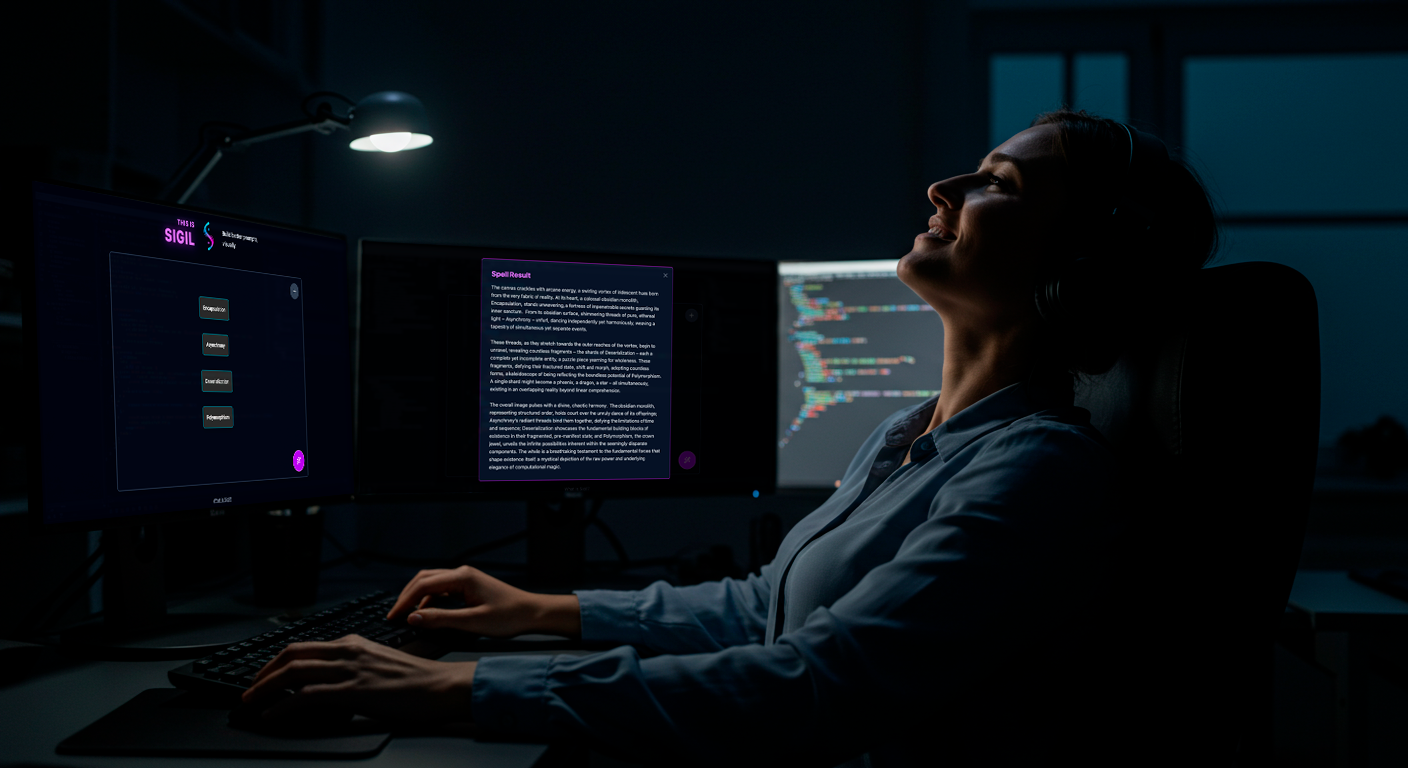 THIS IS
SIGIL
Build better prompts,
visually
Encapsulation
Asynchrony
Deserialization
Polymorphism
Spell Result
The canvas crackles with arcane energy, a swirling vortex of iridescent hues born
from the very fabric of reality. At its heart, a colossal obsidian monolith,
Encapsulation, stands unwavering, a fortress of impenetrable secrets guarding its
inner sanctum. From its obsidian surface, shimmering threads of pure, ethereal
light – Asynchrony – unfurl, dancing independently yet harmoniously, weaving a
tapestry of simultaneous yet separate events.
These threads, as they stretch towards the outer reaches of the vortex, begin to
unravel, revealing countless fragments – the shards of Deserialization – each a
complete yet incomplete entity, a puzzle piece yearning for wholeness. These
fragments, defying their fractured state, shift and morph, adopting countless
forms, a kaleidoscope of being reflecting the boundless potential of Polymorphism.
A single shard might become a phoenix, a dragon, a star – all simultaneously,
existing in an overlapping reality beyond linear comprehension.
The overall image pulses with a divine, chaotic harmony. The obsidian monolith,
representing structured order, holds court over the unruly dance of its offerings;
Asynchrony's radiant threads bind them together, defying the limitations of time
and sequence; Deserialization showcases the fundamental building blocks of
existence in their fragmented, pre-manifest state; and Polymorphism, the crown
jewel, unveils the infinite possibilities inherent within the seemingly disparate
components. The whole is a breathtaking testament to the fundamental forces that
shape existence itself: a mystical depiction of the raw power and underlying
elegance of computational magic.